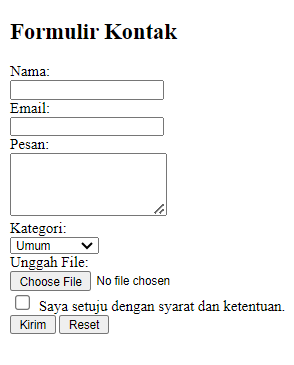 Formulir Kontak
Nama:
Email:
Pesan:
Kategori:
Umum
Unggah File:
Choose File No file chosen
Saya setuju dengan syarat dan ketentuan.
Kirim Reset